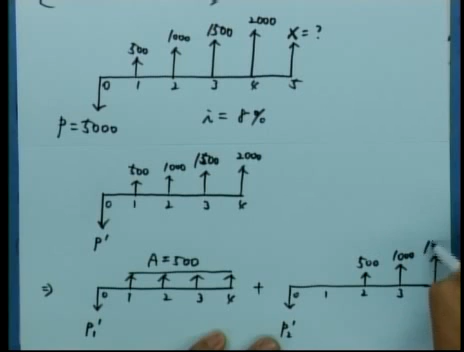 500 1000 1500 2000 X = ?
0 1 2 3 4 5
P = 5000 i = 8%
500 1000 1500 2000
0 1 2 3 4
P'
⇒ A = 500 + 500 1000
0 1 2 3 4 0 1 2 3
P₁' P₂'